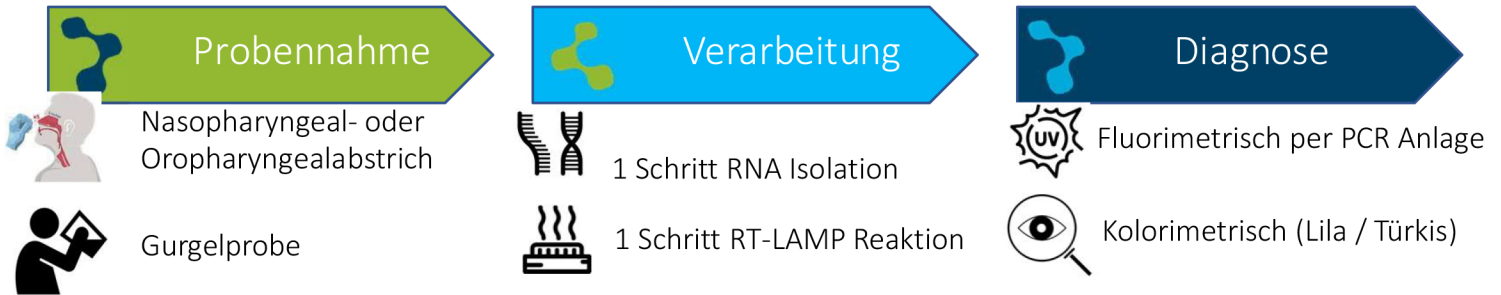 Probennahme
Nasopharyngeal- oder
Oropharyngealabstrich
Gurgelprobe
Verarbeitung
1 Schritt RNA Isolation
1 Schritt RT-LAMP Reaktion
Diagnose
UV
Fluorimetrisch per PCR Anlage
Kolorimetrisch (Lila / Türkis)